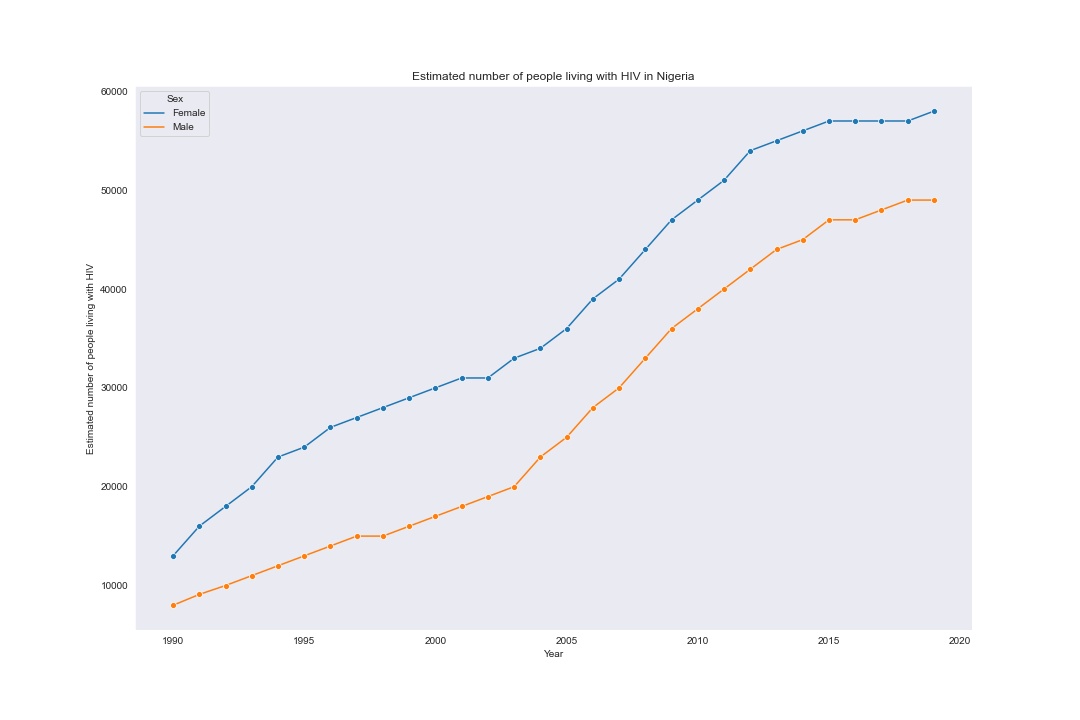 Estimated number of people living with HIV in Nigeria
Sex
Female
Male
Estimated number of people living with HIV
60000
50000
40000
30000
20000
10000
1990 1995 2000 2005 2010 2015 2020
Year